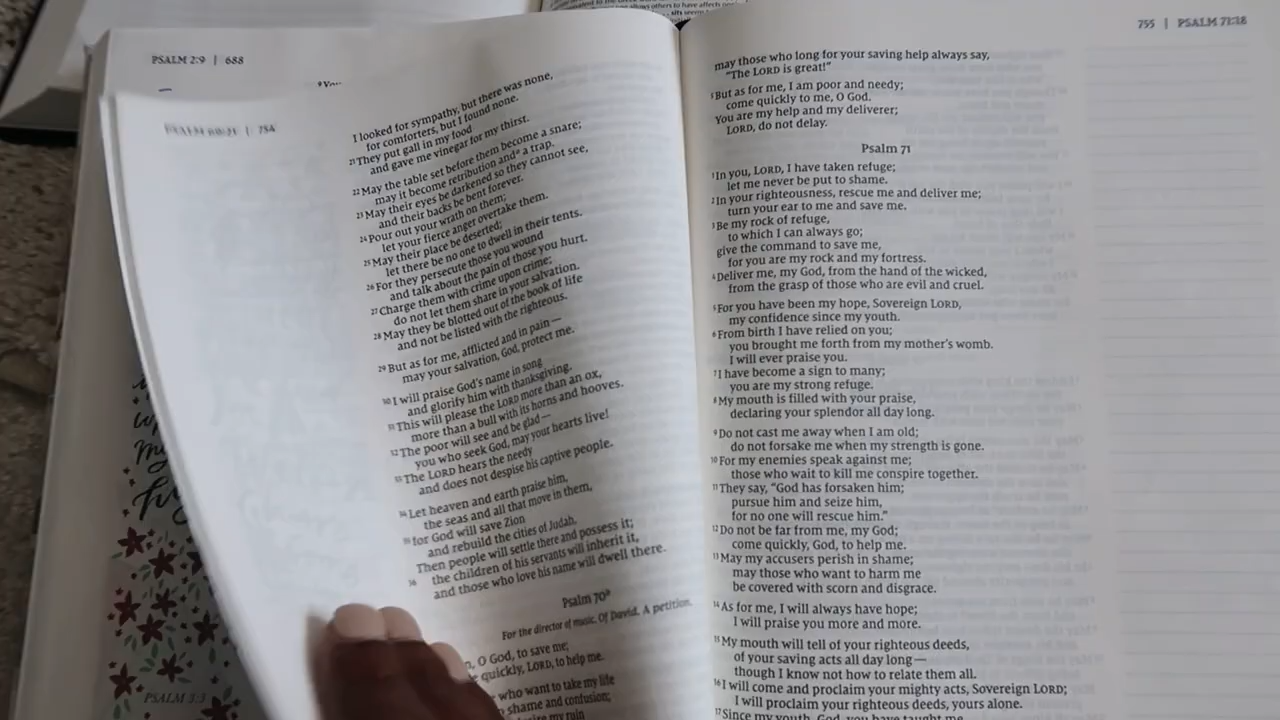 PSALM 2:9 | 688
| 754
I looked for sympathy, but there was none,
for comforters, but I found none.
21 They put gall in my food
and gave me vinegar for my thirst.
22 May the table set before them become a snare;
may it become retribution and a trap.
23 May their eyes be darkened so they cannot see,
and their backs be bent forever.
24 Pour out your wrath on them;
let your fierce anger overtake them.
25 May their place be deserted;
let there be no one to dwell in their tents.
26 For they persecute those you wound
and talk about the pain of those you hurt.
27 Charge them with crime upon crime;
do not let them share in your salvation.
28 May they be blotted out of the book of life
and not be listed with the righteous.
29 But as for me, afflicted and in pain—
may your salvation, God, protect me.
30 I will praise God's name in song
and glorify him with thanksgiving.
31 This will please the LORD more than an ox,
more than a bull with its horns and hooves.
32 The poor will see and be glad—
you who seek God, may your hearts live!
33 The LORD hears the needy
and does not despise his captive people.
34 Let heaven and earth praise him,
the seas and all that move in them,
35 for God will save Zion
and rebuild the cities of Judah.
Then people will settle there and possess it;
36 the children of his servants will inherit it,
and those who love his name will dwell there.
Psalm 70
For the director of music. Of David. A petition.
O God, to save me;
quickly, LORD, to help me.
who want to take my life
shame and confusion;
my ruin
PSALM 3:3
755 | PSALM 71:18
may those who long for your saving help always say,
"The LORD is great!"
5 But as for me, I am poor and needy;
come quickly to me, O God.
You are my help and my deliverer;
LORD, do not delay.
Psalm 71
1 In you, LORD, I have taken refuge;
let me never be put to shame.
2 In your righteousness, rescue me and deliver me;
turn your ear to me and save me.
3 Be my rock of refuge,
to which I can always go;
give the command to save me,
for you are my rock and my fortress.
4 Deliver me, my God, from the hand of the wicked,
from the grasp of those who are evil and cruel.
5 For you have been my hope, Sovereign LORD,
my confidence since my youth.
6 From birth I have relied on you;
you brought me forth from my mother's womb.
I will ever praise you.
7 I have become a sign to many;
you are my strong refuge.
8 My mouth is filled with your praise,
declaring your splendor all day long.
9 Do not cast me away when I am old;
do not forsake me when my strength is gone.
10 For my enemies speak against me;
those who wait to kill me conspire together.
11 They say, "God has forsaken him;
pursue him and seize him,
for no one will rescue him."
12 Do not be far from me, my God;
come quickly, God, to help me.
13 May my accusers perish in shame;
may those who want to harm me
be covered with scorn and disgrace.
14 As for me, I will always have hope;
I will praise you more and more.
15 My mouth will tell of your righteous deeds,
of your saving acts all day long—
though I know not how to relate them all.
16 I will come and proclaim your mighty acts, Sovereign LORD;
I will proclaim your righteous deeds, yours alone.
17 Since my youth, God, you have taught me,